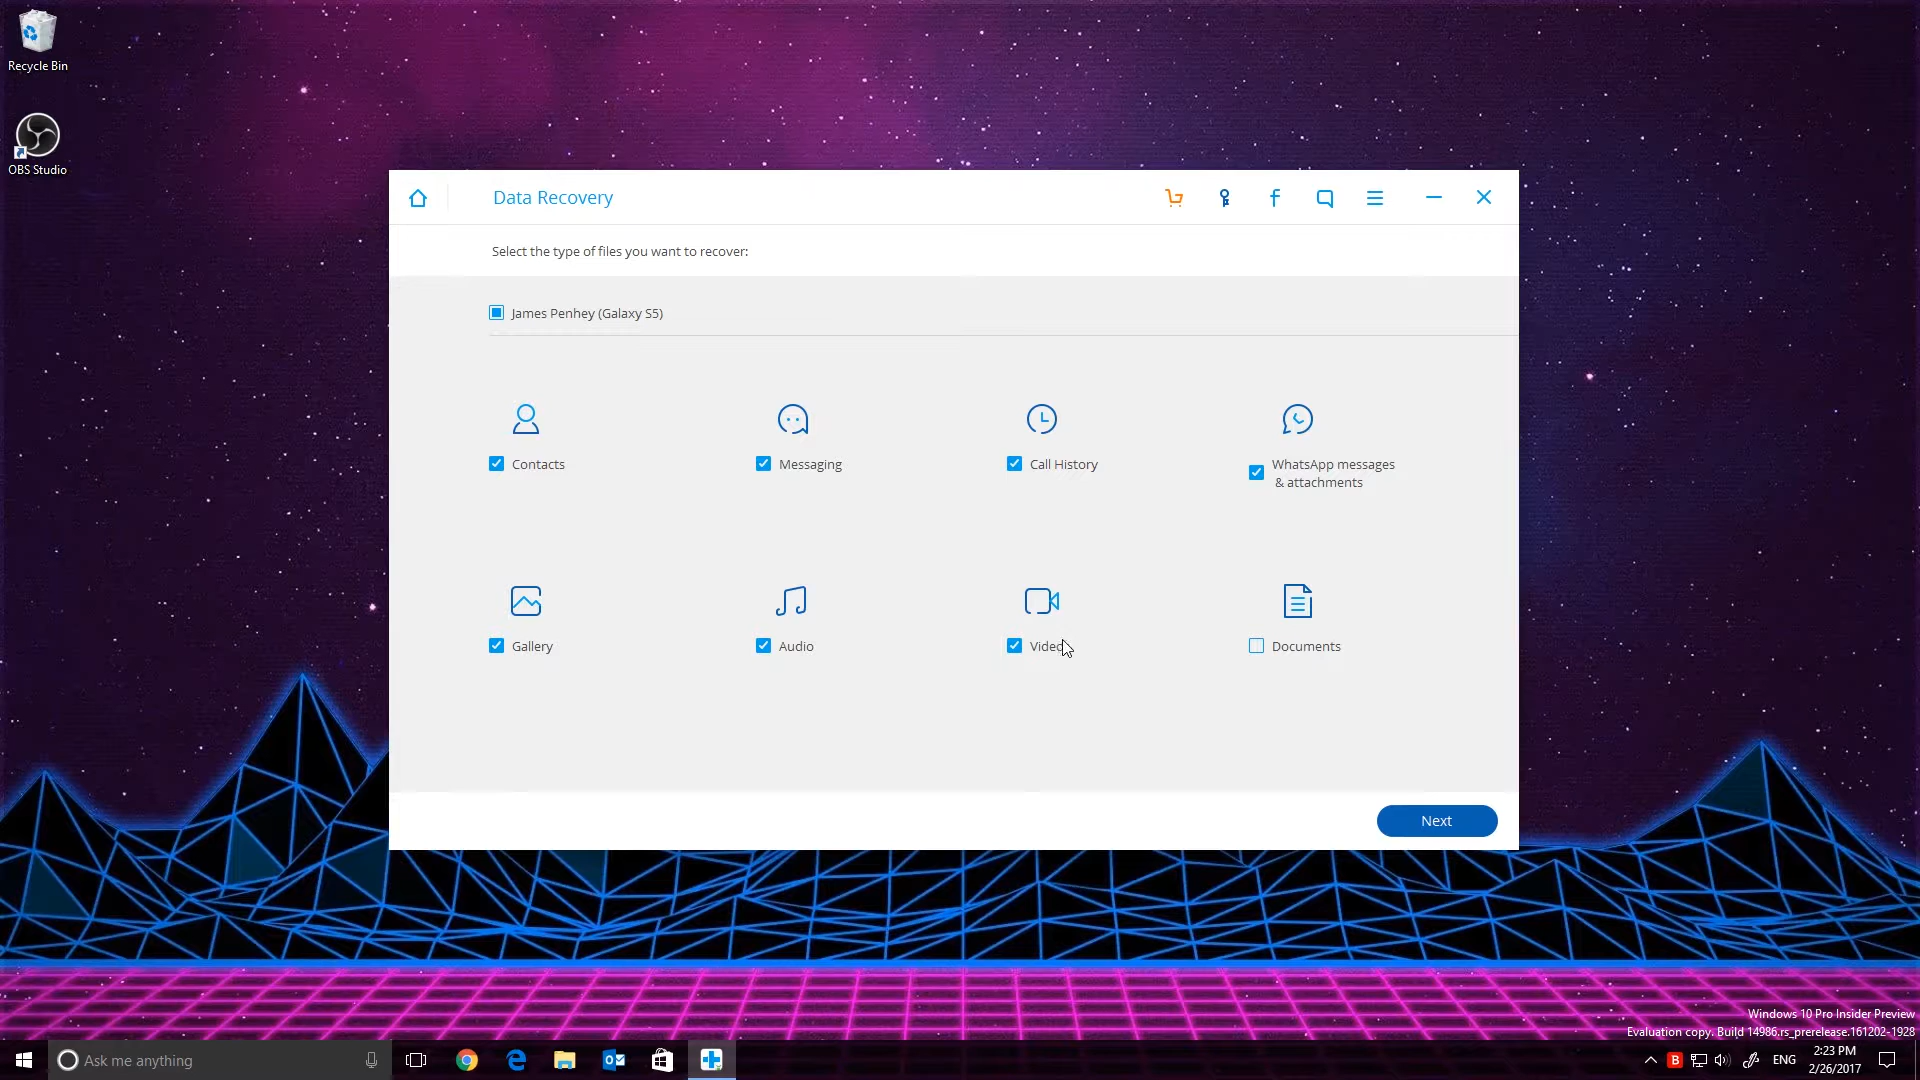 Recycle Bin
OBS Studio
Data Recovery
Select the type of files you want to recover:
James Penhey (Galaxy S5)
Contacts
Messaging
Call History
WhatsApp messages
& attachments
Gallery
Audio
Video
Documents
Next
Windows 10 Pro Insider Preview
Evaluation copy. Build 14986.rs_prerelease.161202-1928
Ask me anything
ENG
2:23 PM
2/26/2017